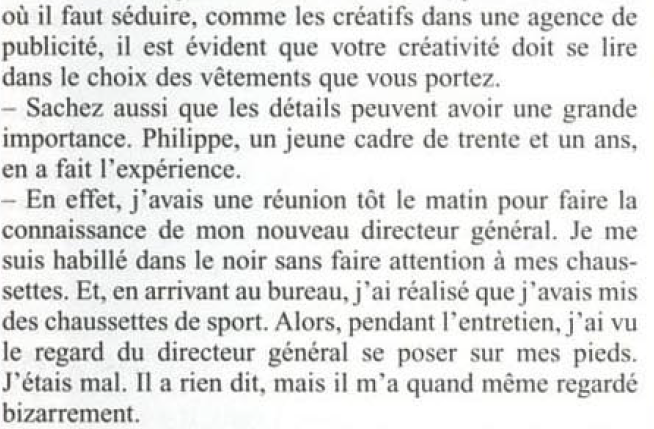 où il faut séduire, comme les créatifs dans une agence de
publicité, il est évident que votre créativité doit se lire
dans le choix des vêtements que vous portez.
– Sachez aussi que les détails peuvent avoir une grande
importance. Philippe, un jeune cadre de trente et un ans,
en a fait l'expérience.
– En effet, j'avais une réunion tôt le matin pour faire la
connaissance de mon nouveau directeur général. Je me
suis habillé dans le noir sans faire attention à mes chaus-
settes. Et, en arrivant au bureau, j'ai réalisé que j'avais mis
des chaussettes de sport. Alors, pendant l'entretien, j'ai vu
le regard du directeur général se poser sur mes pieds.
J'étais mal. Il a rien dit, mais il m'a quand même regardé
bizarrement.